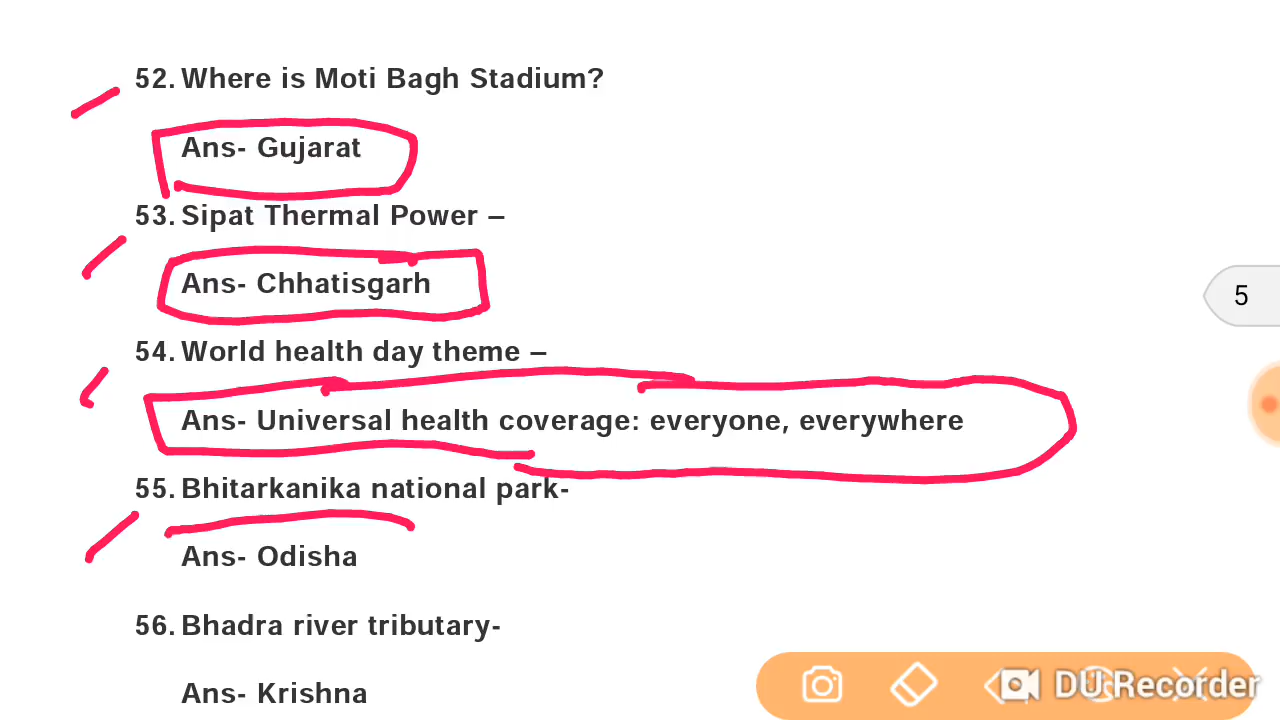 52. Where is Moti Bagh Stadium?
Ans- Gujarat
53. Sipat Thermal Power –
Ans- Chhatisgarh
5
54. World health day theme –
Ans- Universal health coverage: everyone, everywhere
55. Bhitarkanika national park-
Ans- Odisha
56. Bhadra river tributary-
Ans- Krishna
DU Recorder